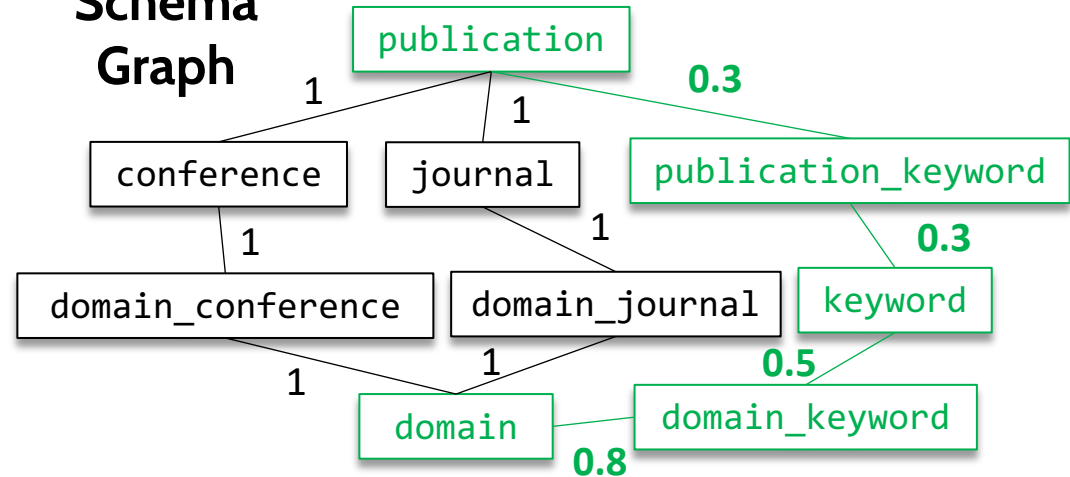 Schema
Graph
publication
1
1
0.3
conference
journal
publication_keyword
1
1
0.3
domain_conference
domain_journal
keyword
1
1
0.5
domain
domain_keyword
0.8